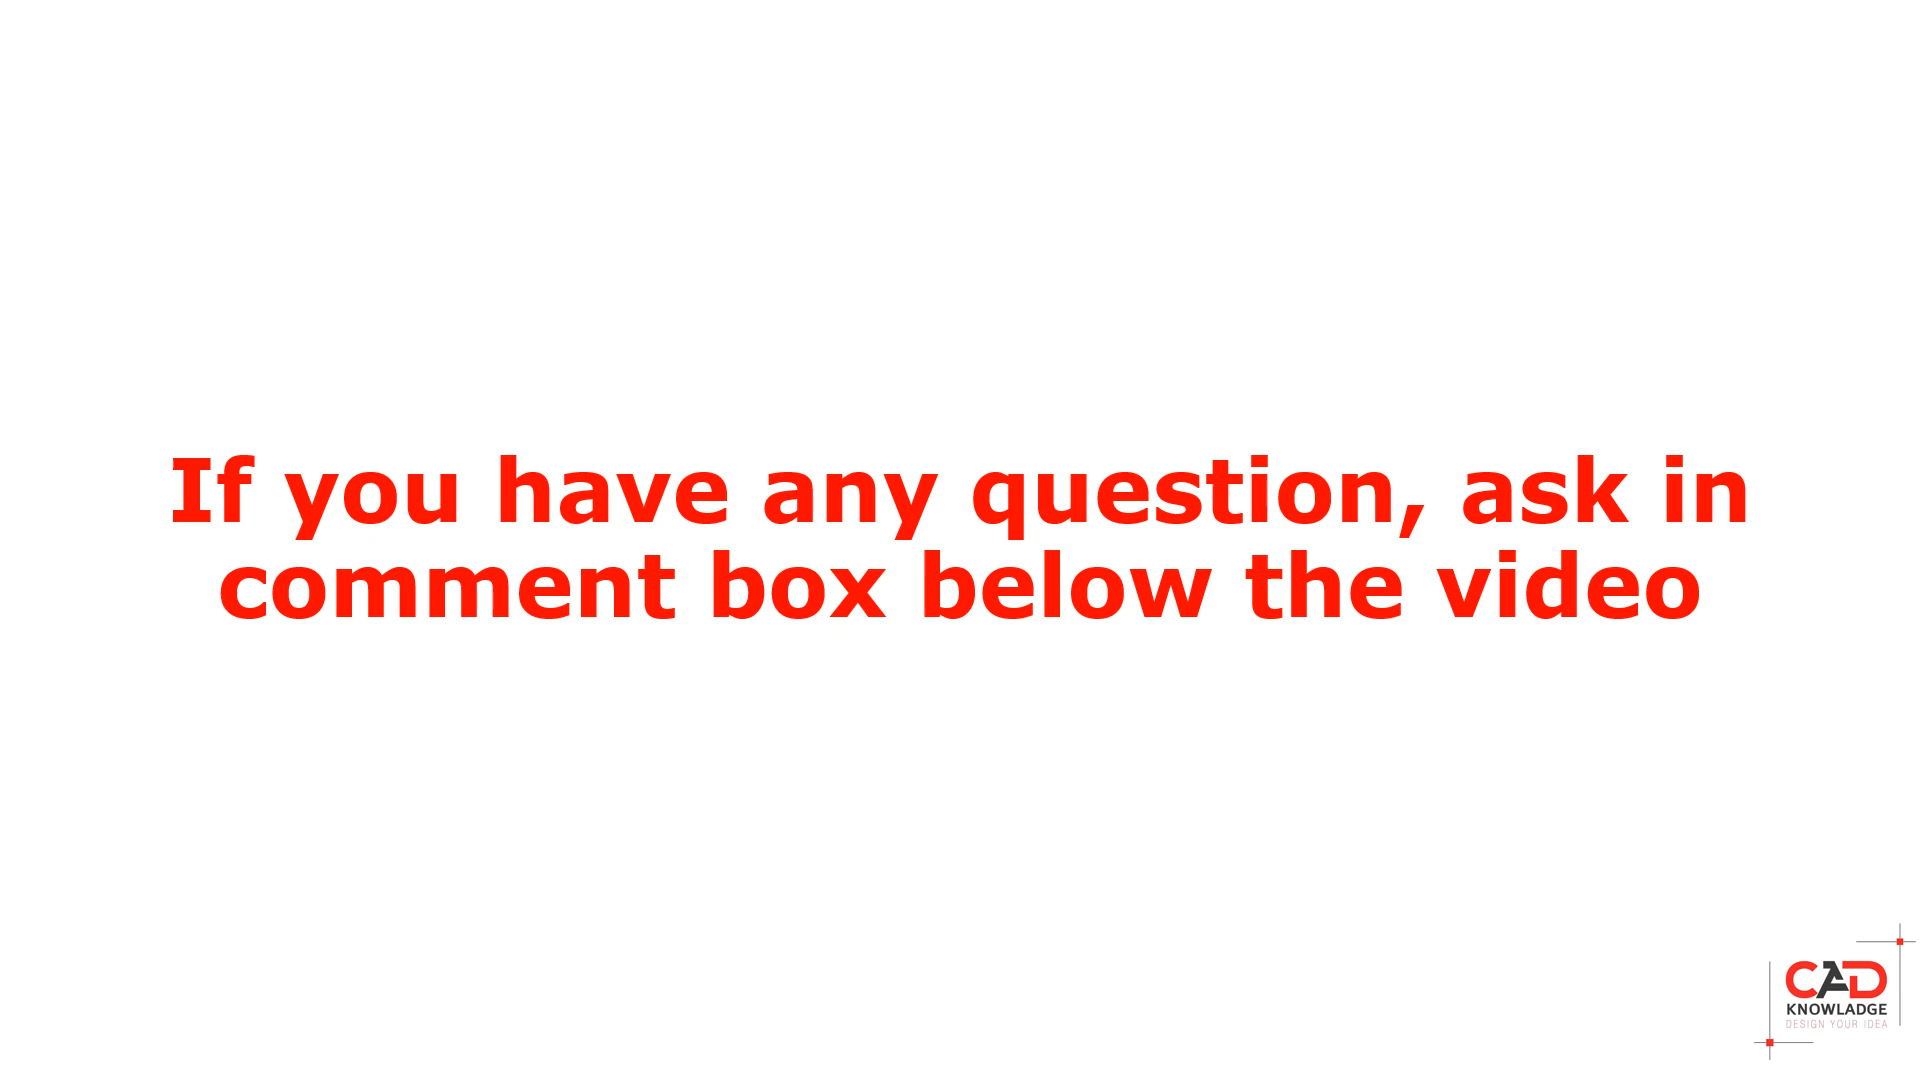 If you have any question, ask in
comment box below the video
CAD
KNOWLADGE
DESIGN YOUR IDEA